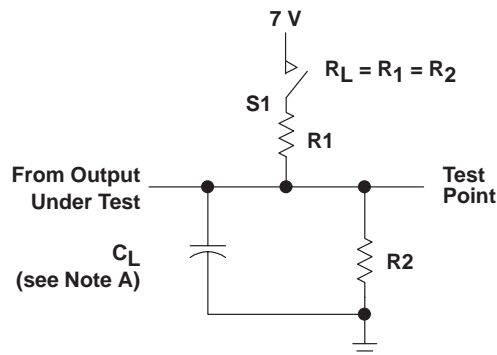 7 V
R_L = R_1 = R_2
S1
R1
From Output
Under Test
Test
Point
C_L
(see Note A)
R2